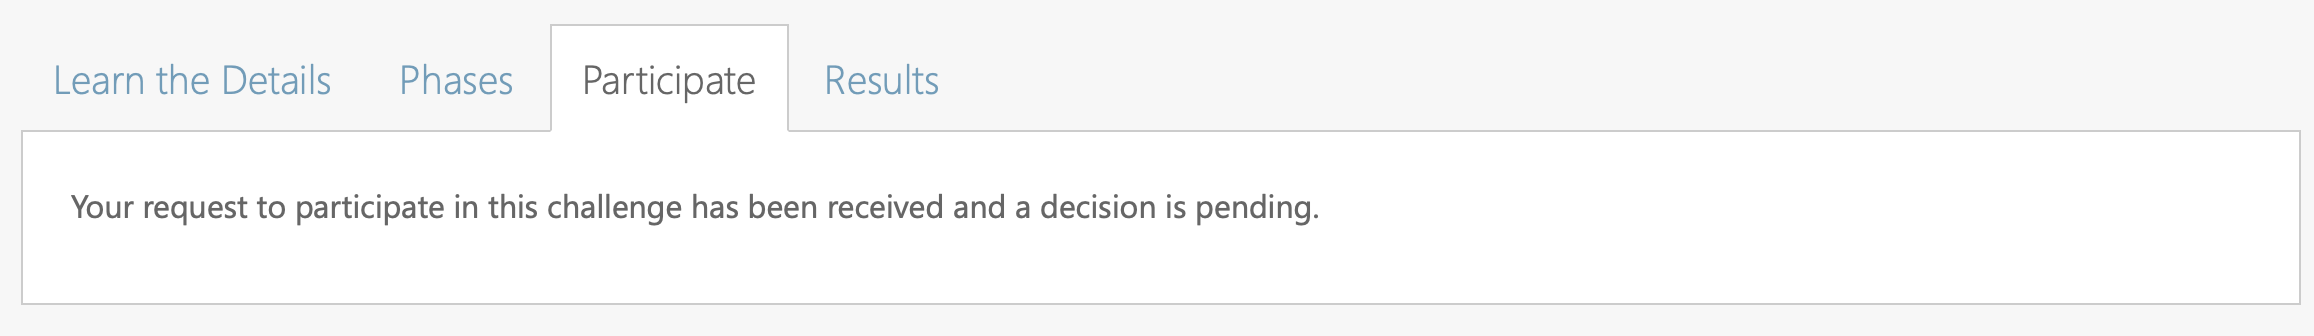 Learn the Details Phases Participate Results
Your request to participate in this challenge has been received and a decision is pending.